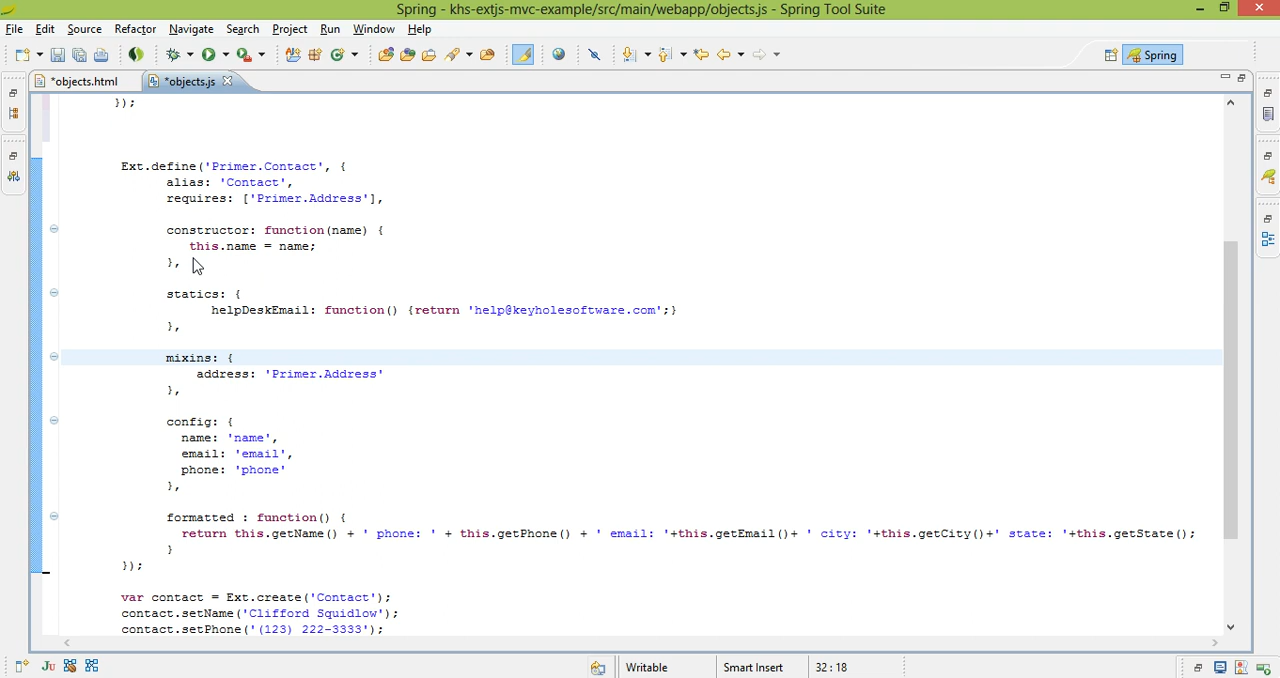 Spring - khs-extjs-mvc-example/src/main/webapp/objects.js - Spring Tool Suite
File Edit Source Refactor Navigate Search Project Run Window Help
Spring
*objects.html *objects.js
});
Ext.define('Primer.Contact', {
alias: 'Contact',
requires: ['Primer.Address'],
constructor: function(name) {
this.name = name;
},
statics: {
helpDeskEmail: function() {return 'help@keyholesoftware.com';}
},
mixins: {
address: 'Primer.Address'
},
config: {
name: 'name',
email: 'email',
phone: 'phone'
},
formatted : function() {
return this.getName() + ' phone: ' + this.getPhone() + ' email: '+this.getEmail()+ ' city: '+this.getCity()+' state: '+this.getState();
}
});
var contact = Ext.create('Contact');
contact.setName('Clifford Squidlow');
contact.setPhone('(123) 222-3333');
Ju
Writable Smart Insert 32 : 18